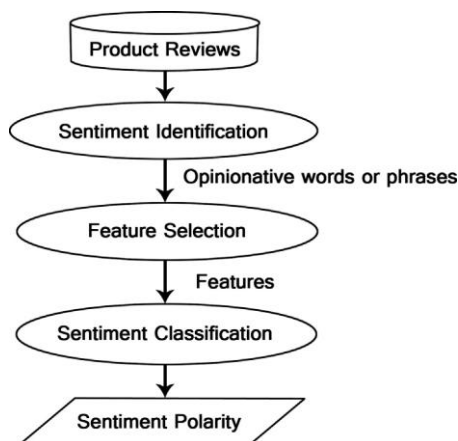 Product Reviews
Sentiment Identification
Opinionative words or phrases
Feature Selection
Features
Sentiment Classification
Sentiment Polarity